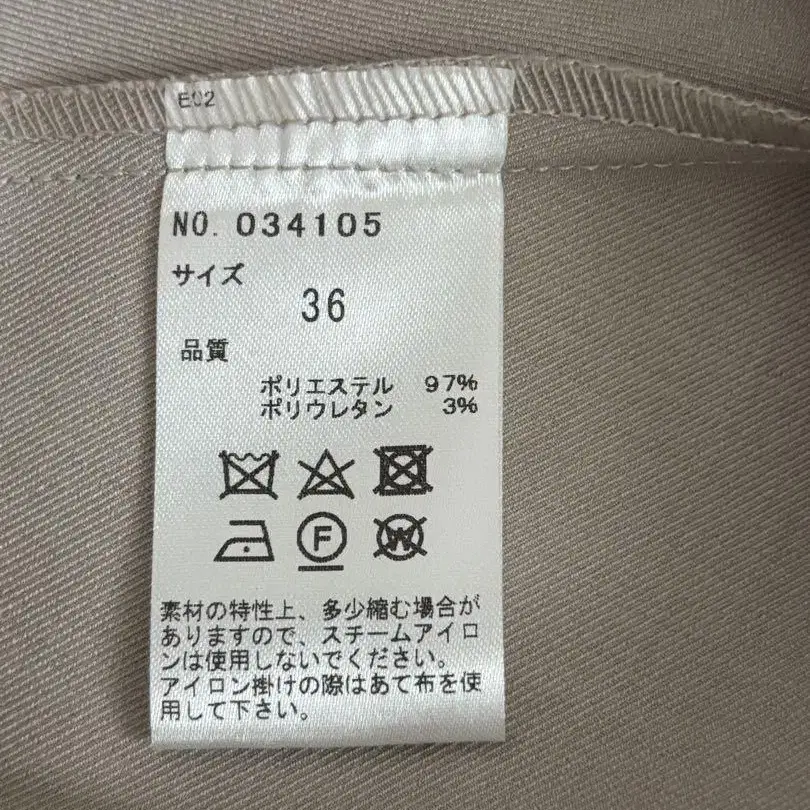 E02
NO. 034105
サイズ
36
品質
ポリエステル 97%
ポリウレタン 3%
F
W
素材の特性上、多少縮む場合が
ありますので、スチームアイロ
ンは使用しないでください。
アイロン掛けの際はあて布を使
用して下さい。